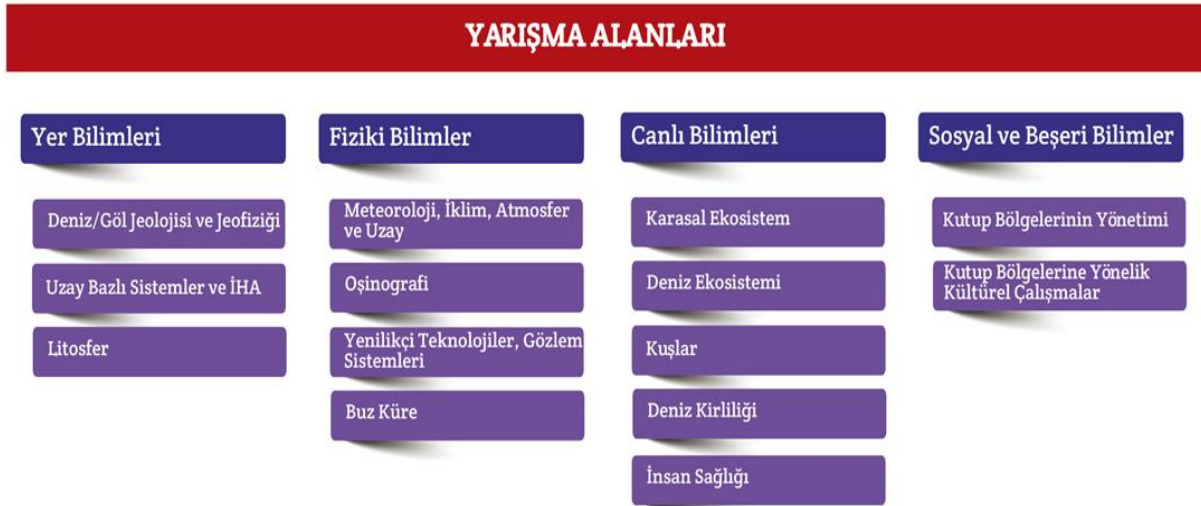 YARIŞMA ALANLARI
Yer Bilimleri
Deniz/Göl Jeolojisi ve Jeofiziği
Uzay Bazlı Sistemler ve İHA
Litosfer
Fiziki Bilimler
Meteoroloji, İklim, Atmosfer
ve Uzay
Oşinografi
Yenilikçi Teknolojiler, Gözlem
Sistemleri
Buz Küre
Canlı Bilimleri
Karasal Ekosistem
Deniz Ekosistemi
Kuşlar
Deniz Kirliliği
İnsan Sağlığı
Sosyal ve Beşeri Bilimler
Kutup Bölgelerinin Yönetimi
Kutup Bölgelerine Yönelik
Kültürel Çalışmalar